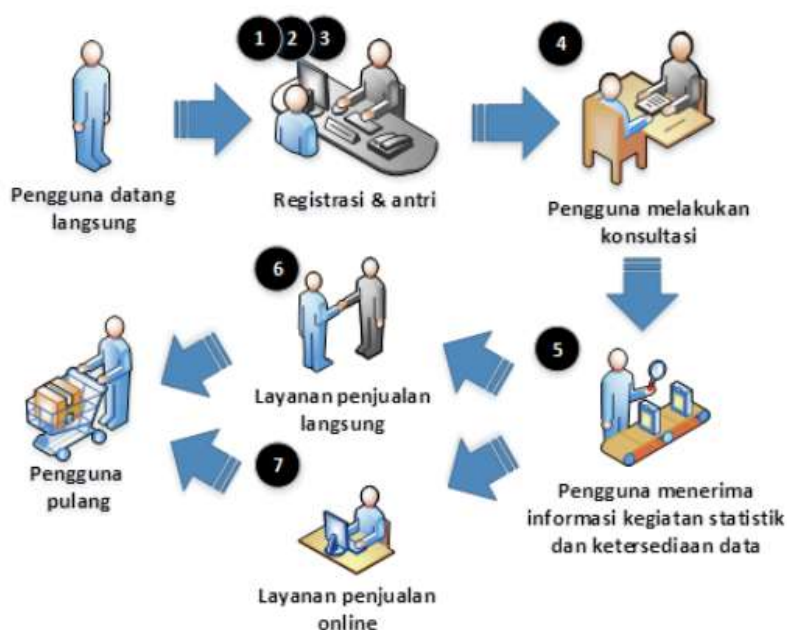 1 2 3
4
Pengguna datang
langsung
Registrasi & antri
Pengguna melakukan
konsultasi
6
5
Layanan penjualan
langsung
Pengguna
pulang
7
Pengguna menerima
informasi kegiatan statistik
dan ketersediaan data
Layanan penjualan
online